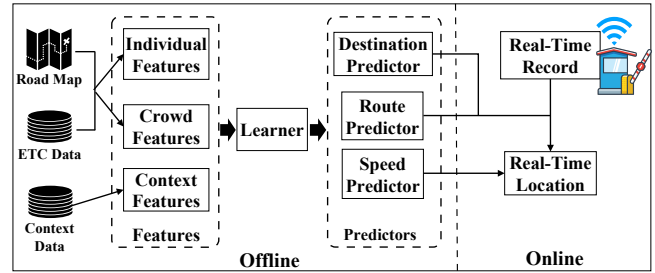 Road Map
ETC Data
Context
Data
Individual
Features
Crowd
Features
Context
Features
Features
Learner
Destination
Predictor
Route
Predictor
Speed
Predictor
Predictors
Offline
Real-Time
Record
Real-Time
Location
Online